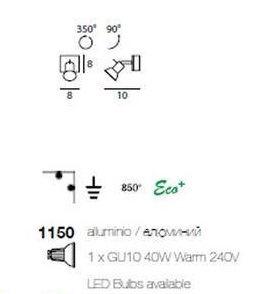 350° 90°
8
8 10
850° Eco+
1150 alluminio / алюминий
1 x GU10 40W Warm 240V
LED Bulbs available